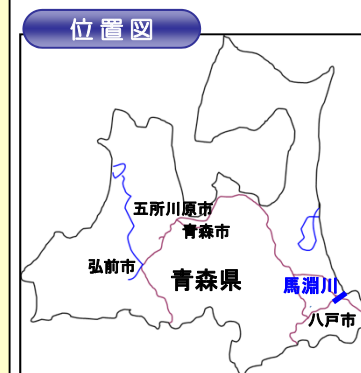 位置図
五所川原市
青森市
弘前市
青森県
馬淵川
八戸市